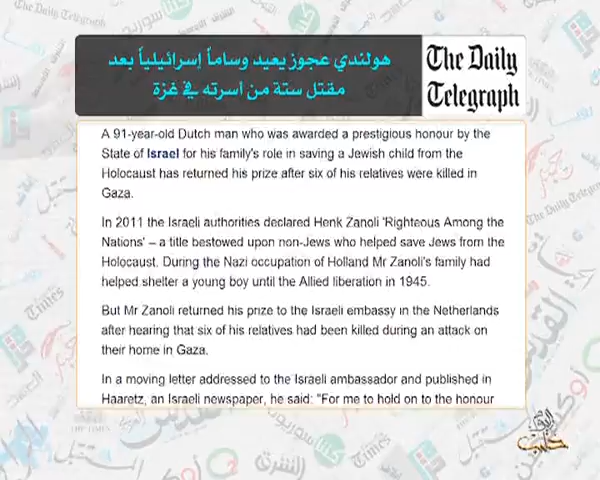 هولندي عجوز يعيد وساماً إسرائيلياً بعد
مقتل ستة من أسرته في غزة
The Daily
Telegraph
A 91-year-old Dutch man who was awarded a prestigious honour by the
State of Israel for his family's role in saving a Jewish child from the
Holocaust has returned his prize after six of his relatives were killed in
Gaza.
In 2011 the Israeli authorities declared Henk Zanoli 'Righteous Among the
Nations' – a title bestowed upon non-Jews who helped save Jews from the
Holocaust. During the Nazi occupation of Holland Mr Zanoli's family had
helped shelter a young boy until the Allied liberation in 1945.
But Mr Zanoli returned his prize to the Israeli embassy in the Netherlands
after hearing that six of his relatives had been killed during an attack on
their home in Gaza.
In a moving letter addressed to the Israeli ambassador and published in
Haaretz, an Israeli newspaper, he said: "For me to hold on to the honour